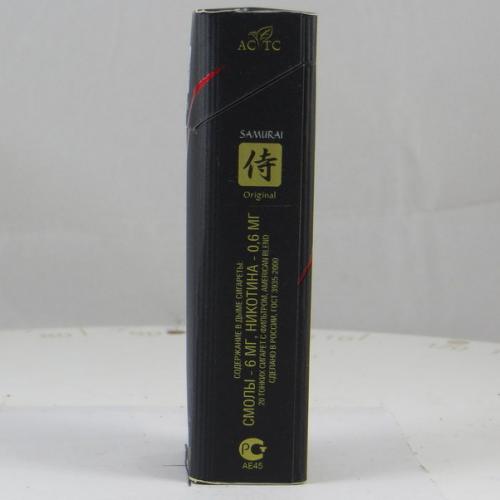 AC TC
SAMURAI
侍
Original
СОДЕРЖАНИЕ В ДЫМЕ СИГАРЕТЫ:
СМОЛЫ - 6 МГ, НИКОТИНА - 0,6 МГ
20 ТОНКИХ СИГАРЕТ С ФИЛЬТРОМ, AMERICAN BLEND
СДЕЛАНО В РОССИИ, ГОСТ 3935-2000
РСТ
АЕ45